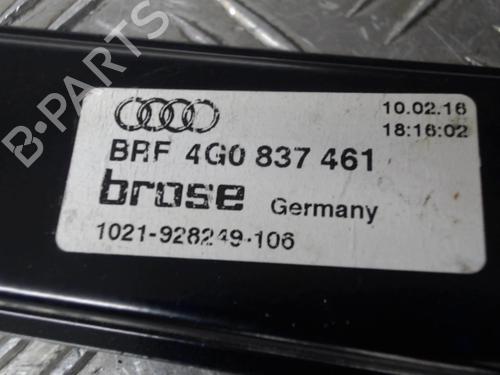 B-PARTS
10.02.16
18:16:02
BRF 4G0 837 461
brose Germany
1021-928249-106